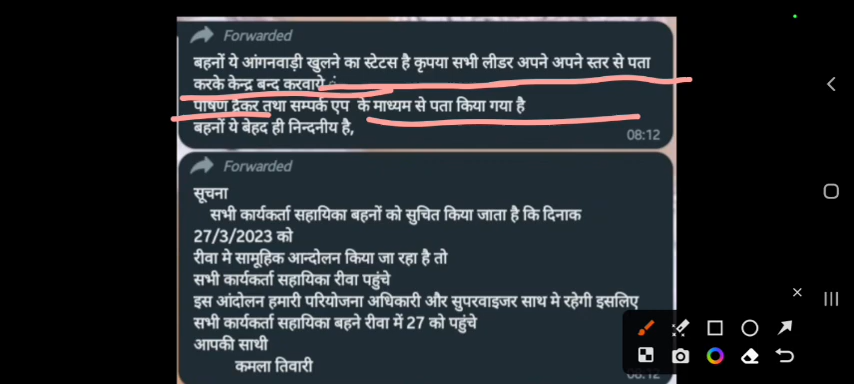 Forwarded
बहनों ये आंगनवाड़ी खुलने का स्टेटस है कृपया सभी लीडर अपने अपने स्तर से पता
करके केन्द्र बन्द करवाये
पोषण ट्रेकर तथा सम्पर्क एप के माध्यम से पता किया गया है
बहनों ये बेहद ही निन्दनीय है,
08:12
Forwarded
सूचना
सभी कार्यकर्ता सहायिका बहनों को सुचित किया जाता है कि दिनाक
27/3/2023 को
रीवा मे सामूहिक आन्दोलन किया जा रहा है तो
सभी कार्यकर्ता सहायिका रीवा पहुंचे
इस आंदोलन हमारी परियोजना अधिकारी और सुपरवाइजर साथ मे रहेगी इसलिए
सभी कार्यकर्ता सहायिका बहने रीवा में 27 को पहुंचे
आपकी साथी
कमला तिवारी